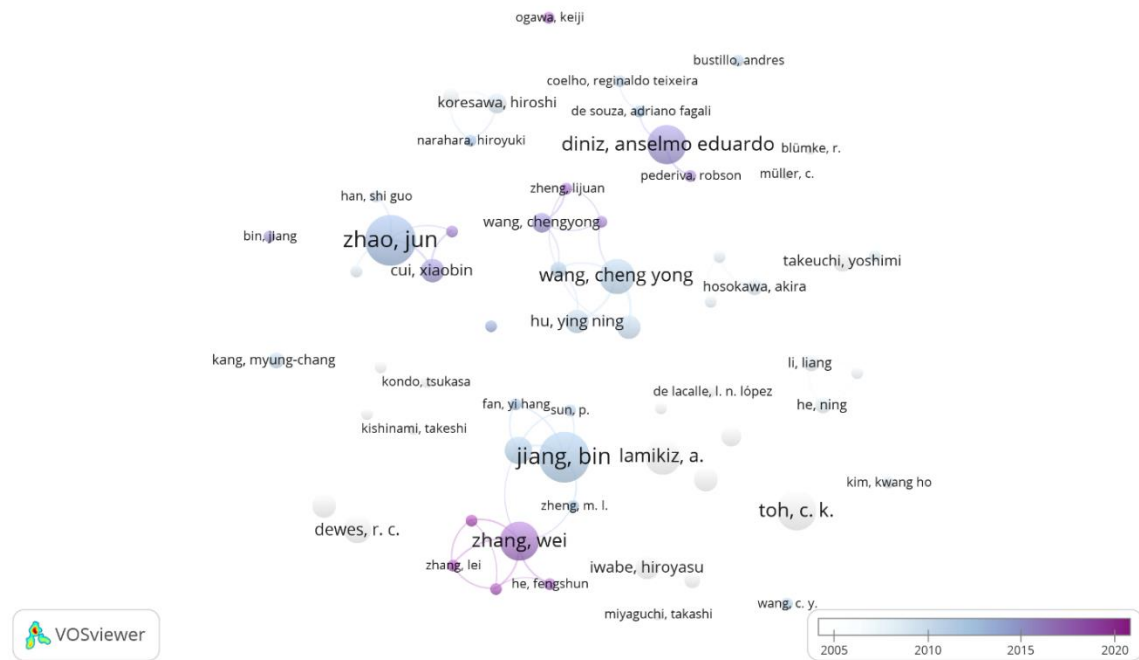 ogawa, keiji
bustillo, andres
coelho, reginaldo teixeira
koresawa, hiroshi
de souza, adriano fagali
narahara, hiroyuki
diniz, anselmo eduardo
blümke, r.
pederiva, robson
müller, c.
zheng, lijuan
han, shi guo
wang, chengyong
bin, jiang
zhao, jun
cui, xiaobin
takeuchi, yoshimi
wang, cheng yong
hosokawa, akira
hu, ying ning
kang, myung-chang
li, liang
kondo, tsukasa
de lacalle, l. n. lópez
fan, yi hang
sun, p.
he, ning
kishinami, takeshi
jiang, bin
lamikiz, a.
kim, kwang ho
zheng, m. l.
toh, c. k.
dewes, r. c.
zhang, wei
zhang, lei
iwabe, hiroyasu
he, fengshun
wang, c. y.
miyaguchi, takashi
VOSviewer
2005
2010
2015
2020